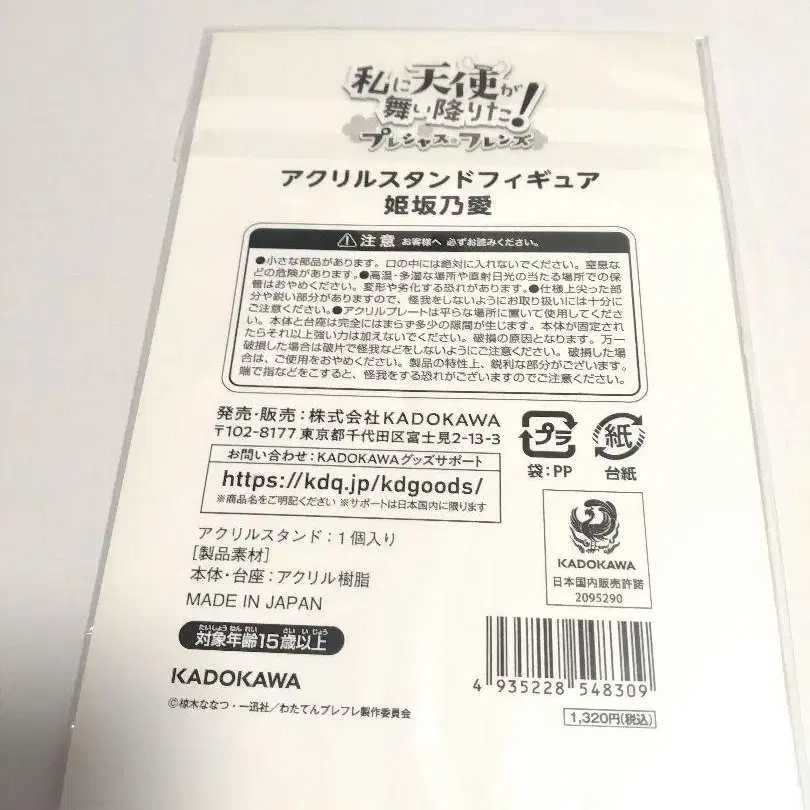 私に天使が
舞い降りた!
プレシャス・フレンズ
アクリルスタンドフィギュア
姫坂乃愛
注意 お客様へ 必ずお読みください。
●小さな部品があります。口の中には絶対に入れないでください。窒息な
どの危険があります。●高温・多湿な場所や直射日光の当たる場所での保
管はおやめください。変形や劣化する恐れがあります。●仕様上尖った部
分や鋭い部分がありますので、怪我をしないようにお取り扱いには十分に
ご注意ください。●アクリルプレートは平らな場所に置いて使用してくださ
い。本体と台座は完全にはまらず多少の隙間が生じます。本体が固定され
たらそれ以上強い力は加えないでください。破損の原因となります。万一
破損した場合は破片で怪我などをしないようにご注意ください。破損した場
合は、ご使用をおやめください。製品の特性上、鋭利な部分がございます。
端で指などをこすると、怪我をする恐れがございますのでご注意ください。
発売・販売:株式会社KADOKAWA
〒102-8177 東京都千代田区富士見2-13-3
お問い合わせ:KADOKAWAグッズサポート
https://kdq.jp/kdgoods/
※商品名をご明記ください ※サポートは日本国内に限ります
プラ
袋:PP
紙
台紙
KADOKAWA
日本国内販売許諾
2095290
アクリルスタンド:1個入り
[製品素材]
本体・台座:アクリル樹脂
MADE IN JAPAN
たいしょうねんれい さいいじょう
対象年齢15歳以上
KADOKAWA
©椋木ななつ・一迅社/わたてんプレフレ製作委員会
4 935228 548309
1,320円(税込)